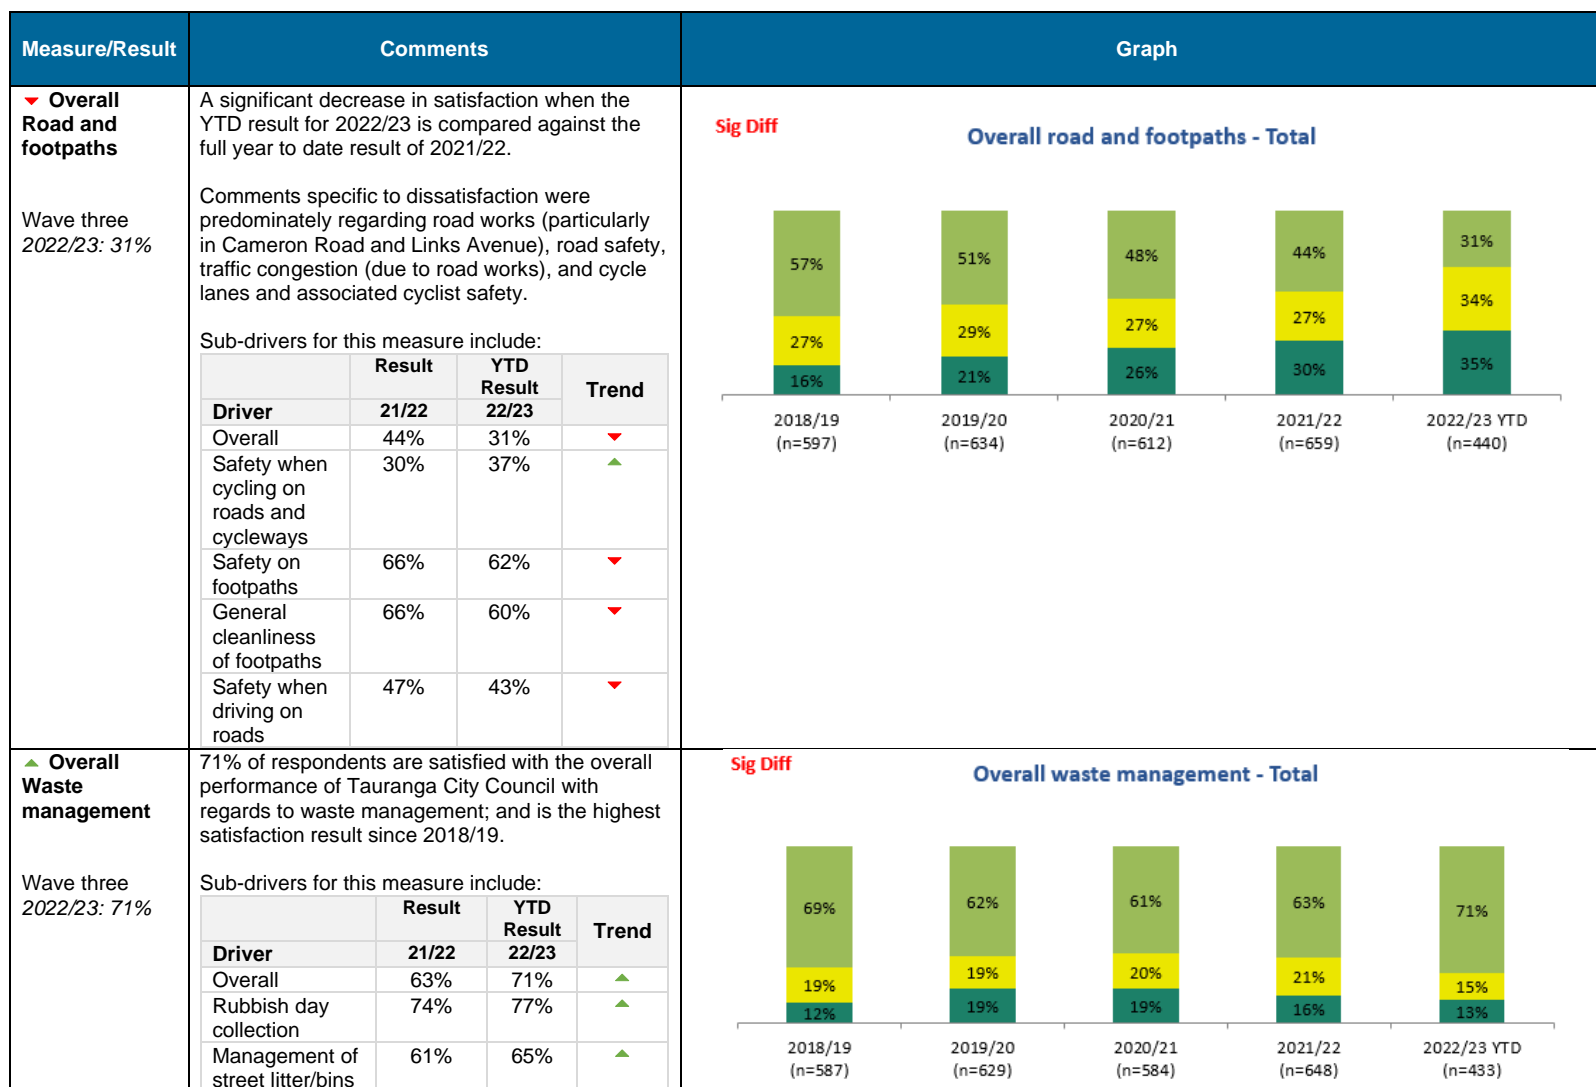 Measure/Result
Comments
Graph
Overall
Road and
footpaths
Wave three
2022/23: 31%
A significant decrease in satisfaction when the
YTD result for 2022/23 is compared against the
full year to date result of 2021/22.
Comments specific to dissatisfaction were
predominately regarding road works (particularly
in Cameron Road and Links Avenue), road safety,
traffic congestion (due to road works), and cycle
lanes and associated cyclist safety.
Sub-drivers for this measure include:
Result YTD
Result Trend
Driver 21/22 22/23
Overall 44% 31%
Safety when 30% 37%
cycling on
roads and
cycleways
Safety on 66% 62%
footpaths
General 66% 60%
cleanliness
of footpaths
Safety when 47% 43%
driving on
roads
Sig Diff
Overall road and footpaths - Total
57% 51% 48% 44% 31%
27% 29% 27% 27% 34%
16% 21% 26% 30% 35%
2018/19 2019/20 2020/21 2021/22 2022/23 YTD
(n=597) (n=634) (n=612) (n=659) (n=440)
Overall
Waste
management
Wave three
2022/23: 71%
71% of respondents are satisfied with the overall
performance of Tauranga City Council with
regards to waste management; and is the highest
satisfaction result since 2018/19.
Sub-drivers for this measure include:
Result YTD
Result Trend
Driver 21/22 22/23
Overall 63% 71%
Rubbish day 74% 77%
collection
Management of 61% 65%
street litter/bins
Sig Diff
Overall waste management - Total
69% 62% 61% 63% 71%
19% 19% 20% 21% 15%
12% 19% 19% 16% 13%
2018/19 2019/20 2020/21 2021/22 2022/23 YTD
(n=587) (n=629) (n=584) (n=648) (n=433)